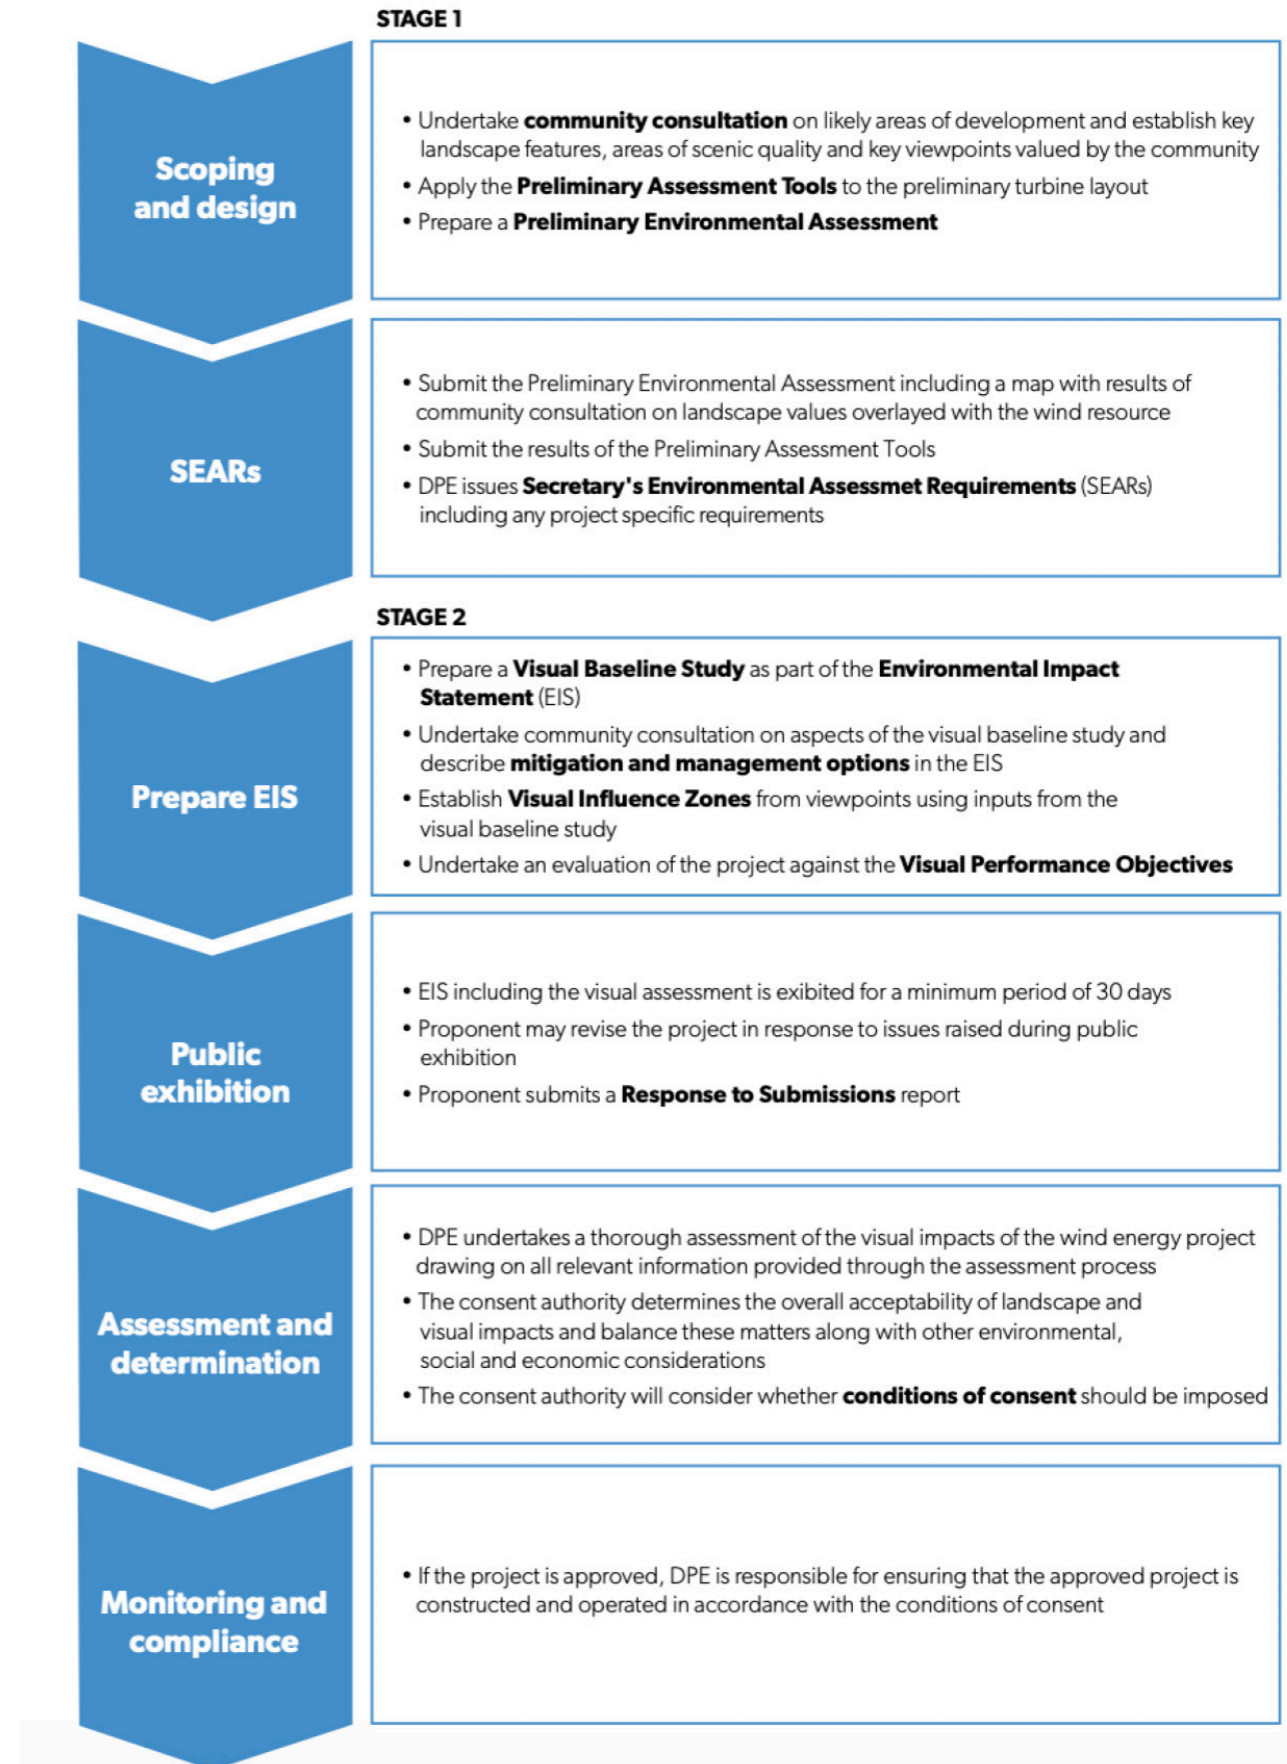 STAGE 1
Scoping
and design
• Undertake community consultation on likely areas of development and establish key
landscape features, areas of scenic quality and key viewpoints valued by the community
• Apply the Preliminary Assessment Tools to the preliminary turbine layout
• Prepare a Preliminary Environmental Assessment
SEARs
• Submit the Preliminary Environmental Assessment including a map with results of
community consultation on landscape values overlayed with the wind resource
• Submit the results of the Preliminary Assessment Tools
• DPE issues Secretary's Environmental Assessmet Requirements (SEARs)
including any project specific requirements
STAGE 2
Prepare EIS
• Prepare a Visual Baseline Study as part of the Environmental Impact
Statement (EIS)
• Undertake community consultation on aspects of the visual baseline study and
describe mitigation and management options in the EIS
• Establish Visual Influence Zones from viewpoints using inputs from the
visual baseline study
• Undertake an evaluation of the project against the Visual Performance Objectives
Public
exhibition
• EIS including the visual assessment is exibited for a minimum period of 30 days
• Proponent may revise the project in response to issues raised during public
exhibition
• Proponent submits a Response to Submissions report
Assessment and
determination
• DPE undertakes a thorough assessment of the visual impacts of the wind energy project
drawing on all relevant information provided through the assessment process
• The consent authority determines the overall acceptability of landscape and
visual impacts and balance these matters along with other environmental,
social and economic considerations
• The consent authority will consider whether conditions of consent should be imposed
Monitoring and
compliance
• If the project is approved, DPE is responsible for ensuring that the approved project is
constructed and operated in accordance with the conditions of consent